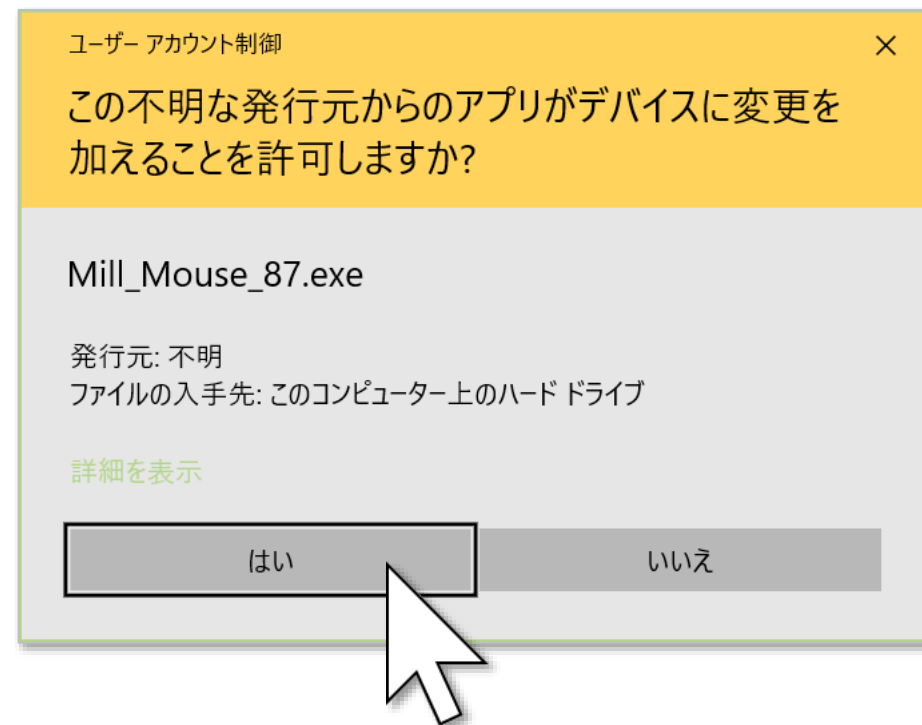 ユーザー アカウント制御
この不明な発行元からのアプリがデバイスに変更を
加えることを許可しますか?
Mill_Mouse_87.exe
発行元: 不明
ファイルの入手先: このコンピューター上のハード ドライブ
詳細を表示
はい
いいえ